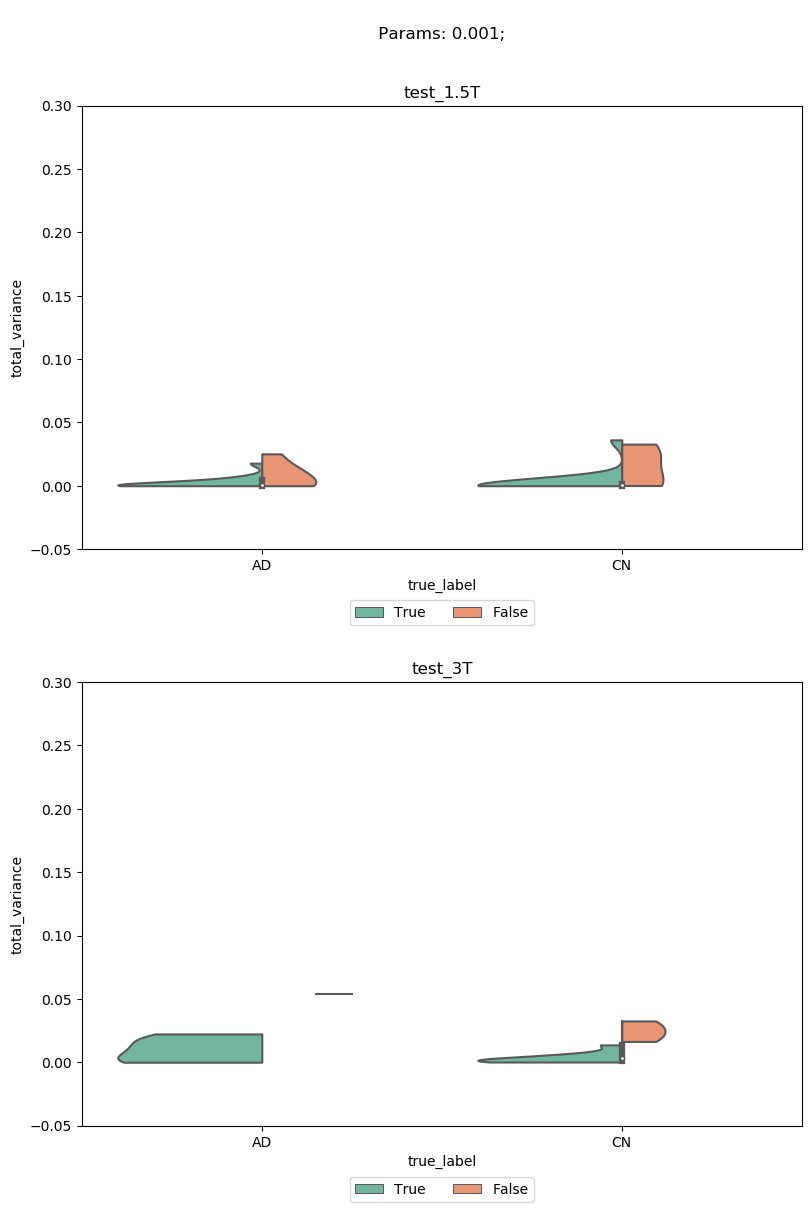 Params: 0.001;
test_1.5T
0.30
0.25
0.20
0.15
0.10
0.05
0.00
−0.05
total_variance
AD CN
true_label
True False
test_3T
0.30
0.25
0.20
0.15
0.10
0.05
0.00
−0.05
total_variance
AD CN
true_label
True False